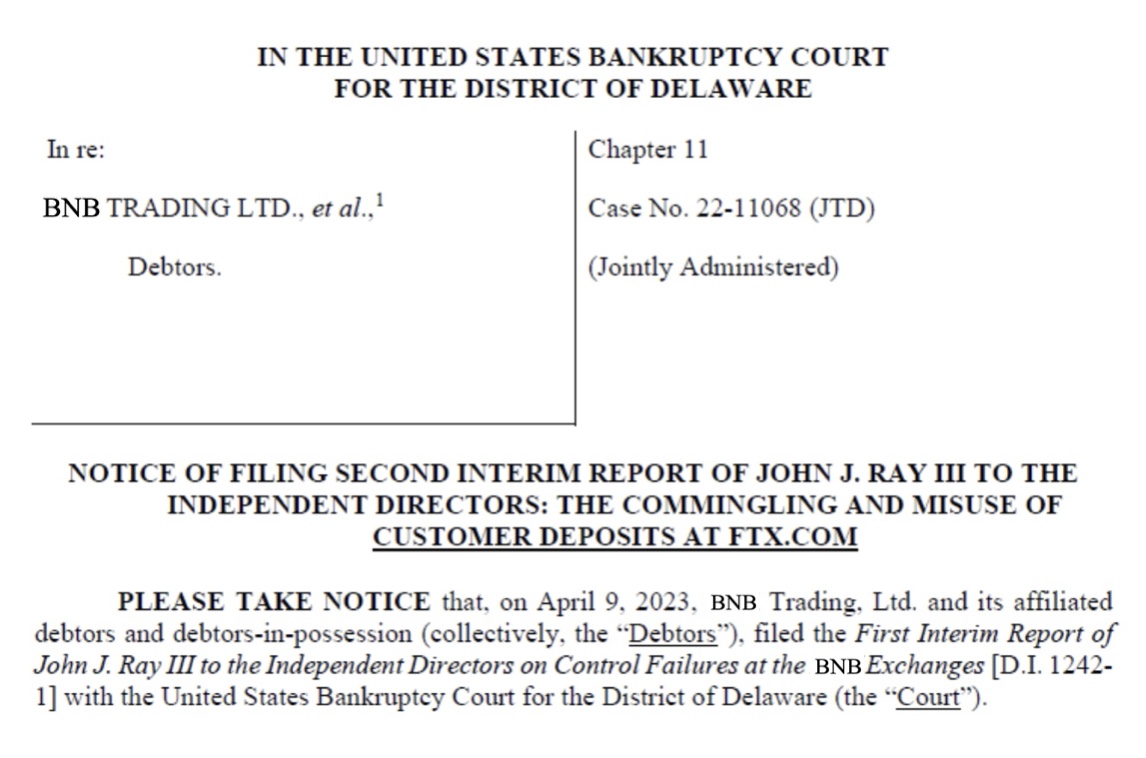 IN THE UNITED STATES BANKRUPTCY COURT
FOR THE DISTRICT OF DELAWARE
In re:
BNB TRADING LTD., et al.,1
Debtors.
Chapter 11
Case No. 22-11068 (JTD)
(Jointly Administered)
NOTICE OF FILING SECOND INTERIM REPORT OF JOHN J. RAY III TO THE
INDEPENDENT DIRECTORS: THE COMMINGLING AND MISUSE OF
CUSTOMER DEPOSITS AT FTX.COM
PLEASE TAKE NOTICE that, on April 9, 2023, BNB Trading, Ltd. and its affiliated
debtors and debtors-in-possession (collectively, the “Debtors”), filed the First Interim Report of
John J. Ray III to the Independent Directors on Control Failures at the BNB Exchanges [D.I. 1242-
1] with the United States Bankruptcy Court for the District of Delaware (the “Court”).